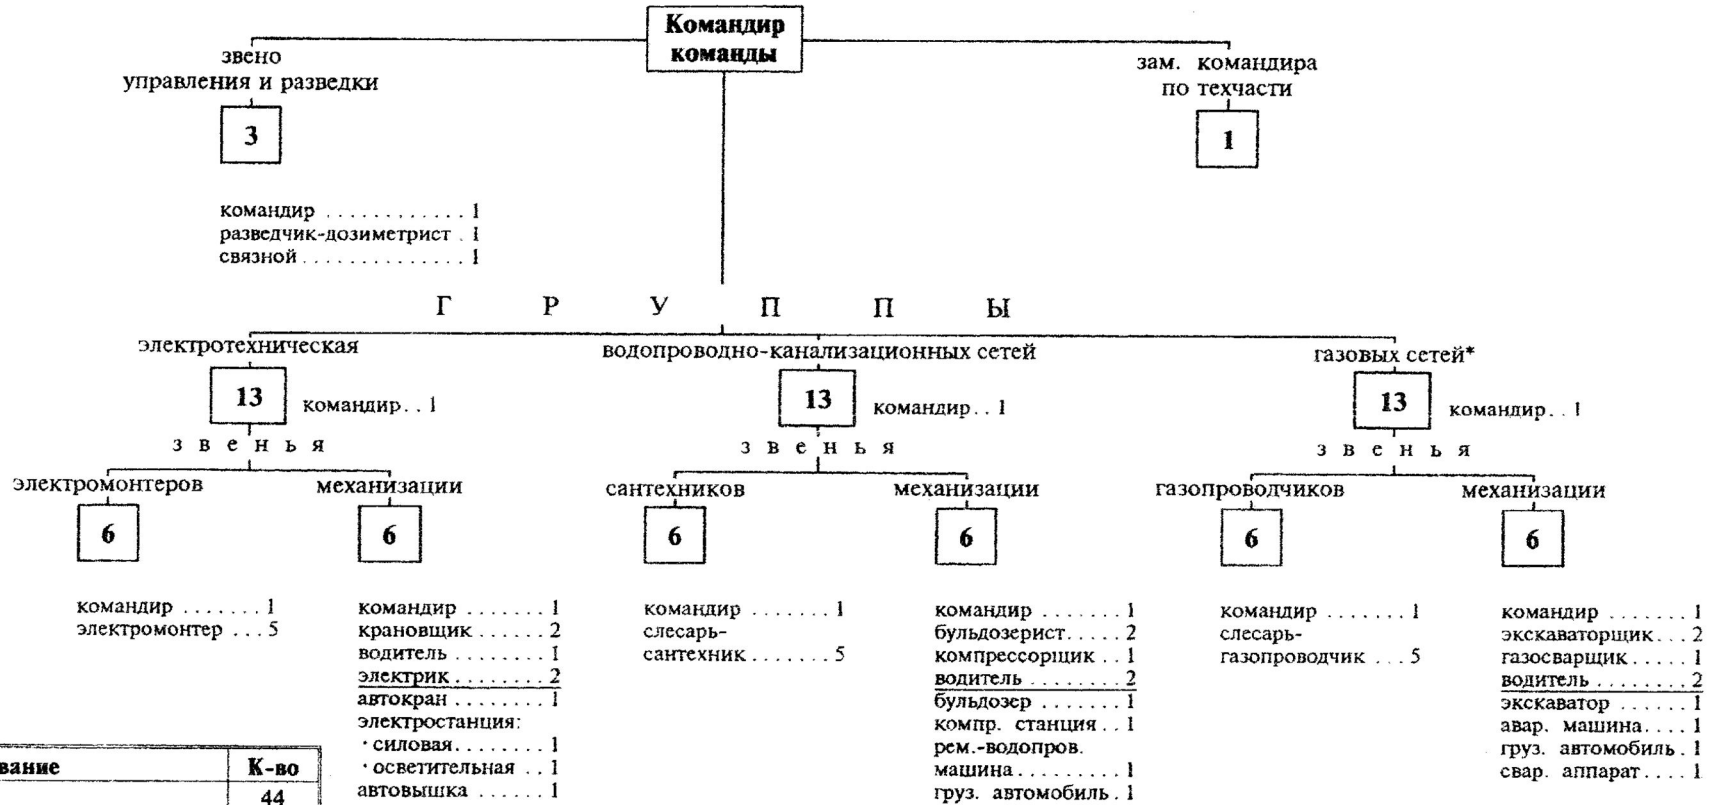 Командир
команды
звено
управления и разведки
3
зам. командира
по техчасти
1
командир . . . . . . . . . . . . 1
разведчик-дозиметрист . 1
связной . . . . . . . . . . . . . . 1
Г Р У П П Ы
электротехническая
13
командир. . 1
звенья
водопроводно-канализационных сетей
13
командир. . 1
звенья
газовых сетей*
13
командир. . 1
звенья
электромонтеров
6
командир . . . . . . . 1
электромонтер . . . 5
механизации
6
командир . . . . . . . 1
крановщик . . . . . . 2
водитель . . . . . . . . 1
электрик . . . . . . . . 2
автокран . . . . . . . . 1
электростанция:
· силовая. . . . . . . . 1
· осветительная . . 1
автовышка . . . . . . 1
сантехников
6
командир . . . . . . . 1
слесарь-
сантехник . . . . . . . 5
механизации
6
командир . . . . . . . 1
бульдозерист. . . . . 2
компрессорщик . . 1
водитель . . . . . . . . 2
бульдозер . . . . . . . 1
компр. станция . . 1
рем.-водопров.
машина . . . . . . . . . 1
груз. автомобиль . 1
газопроводчиков
6
командир . . . . . . . 1
слесарь-
газопроводчик . . . 5
механизации
6
командир . . . . . . . 1
экскаваторщик. . . 2
газосварщик . . . . . 1
водитель . . . . . . . . 2
экскаватор . . . . . . 1
авар. машина. . . . 1
груз. автомобиль . 1
свар. аппарат . . . . 1
вание К-во
44